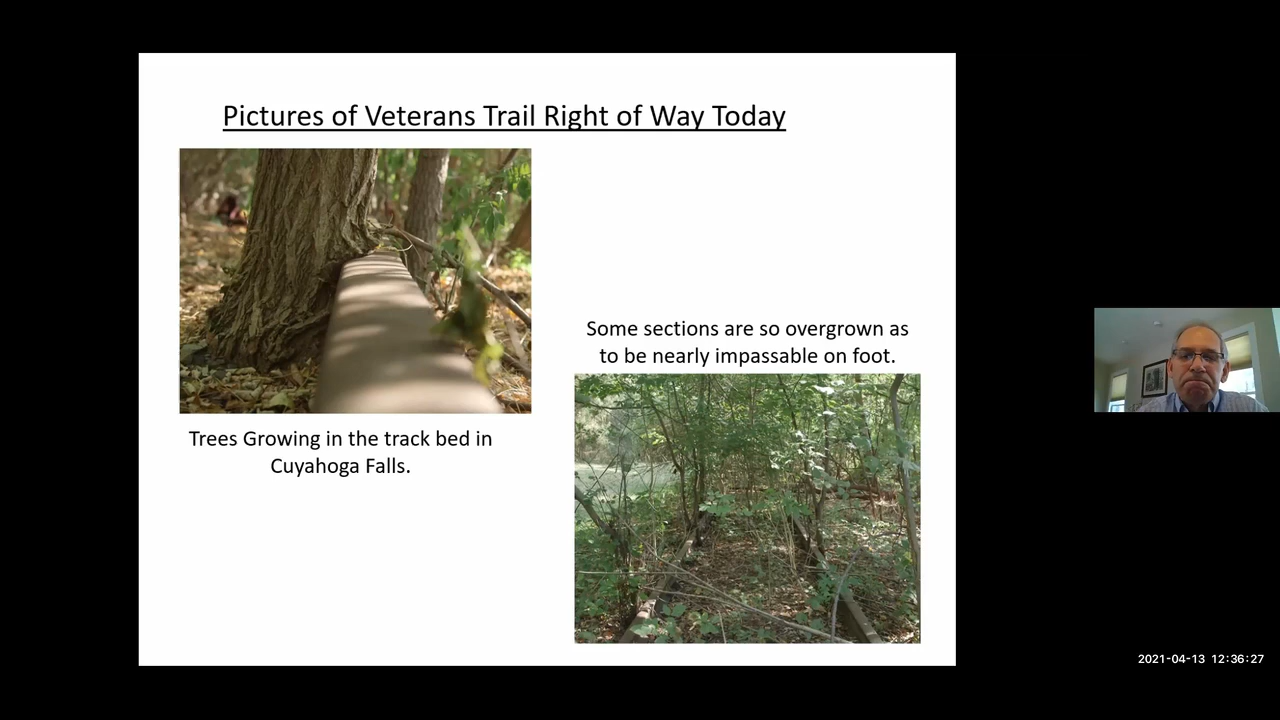 Pictures of Veterans Trail Right of Way Today
Some sections are so overgrown as
to be nearly impassable on foot.
Trees Growing in the track bed in
Cuyahoga Falls.
2021-04-13 12:36:27